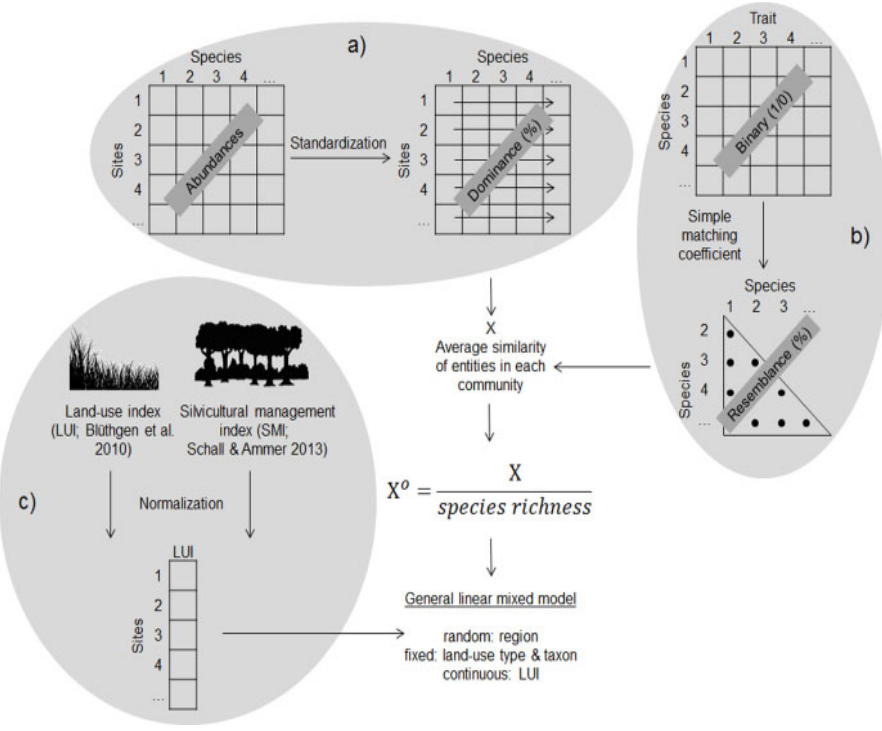 a)
Species
1 2 3 4 ...
Sites
1
2
3
4
...
Abundances
Standardization
Species
1 2 3 4 ...
Sites
1
2
3
4
...
Dominance (%)
Trait
1 2 3 4 ...
Species
1
2
3
4
...
Binary (1/0)
Simple
matching
coefficient
b)
Species
1 2 3 ...
Species
2
3
4
...
Resemblance (%)
X
Average similarity
of entities in each
community
X° = X / species richness
c)
Land-use index
(LUI; Blüthgen et al.
2010)
Silvicultural management
index (SMI;
Schall & Ammer 2013)
Normalization
LUI
Sites
1
2
3
4
...
General linear mixed model
random: region
fixed: land-use type & taxon
continuous: LUI